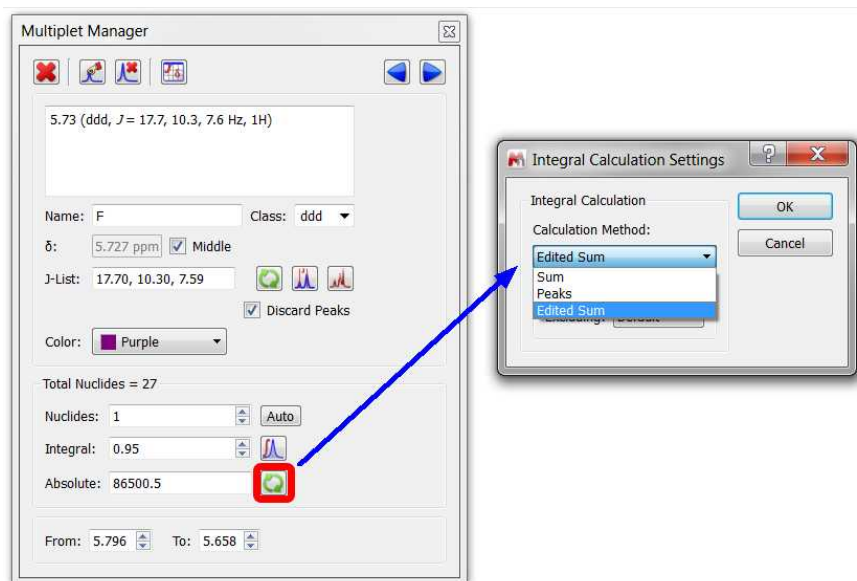 Multiplet Manager
5.73 (ddd, J = 17.7, 10.3, 7.6 Hz, 1H)
Name: F Class: ddd
δ: 5.727 ppm Middle
J-List: 17.70, 10.30, 7.59
Discard Peaks
Color: Purple
Total Nuclides = 27
Nuclides: 1 Auto
Integral: 0.95
Absolute: 86500.5
From: 5.796 To: 5.658
Integral Calculation Settings
Integral Calculation
Calculation Method:
Edited Sum
Sum
Peaks
Edited Sum
OK
Cancel